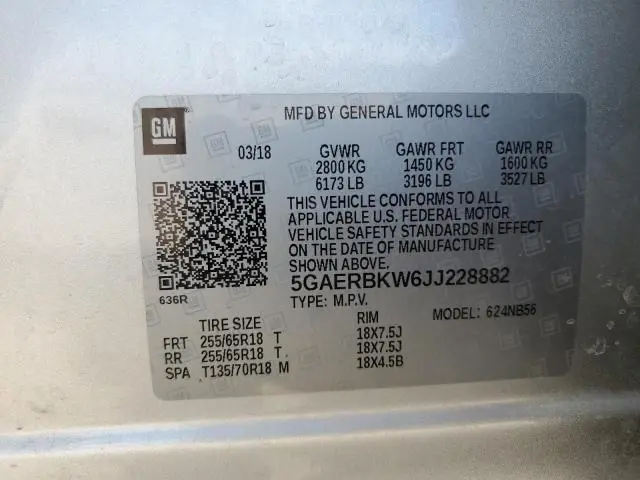 GM
MFD BY GENERAL MOTORS LLC
03/18 GVWR GAWR FRT GAWR RR
2800 KG 1450 KG 1600 KG
6173 LB 3196 LB 3527 LB
THIS VEHICLE CONFORMS TO ALL
APPLICABLE U.S. FEDERAL MOTOR
VEHICLE SAFETY STANDARDS IN EFFECT
ON THE DATE OF MANUFACTURE
SHOWN ABOVE.
5GAERBKW6JJ228882
636R
TYPE: M.P.V. MODEL: 624NB56
TIRE SIZE RIM
FRT 255/65R18 T 18X7.5J
RR 255/65R18 T 18X7.5J
SPA T135/70R18 M 18X4.5B